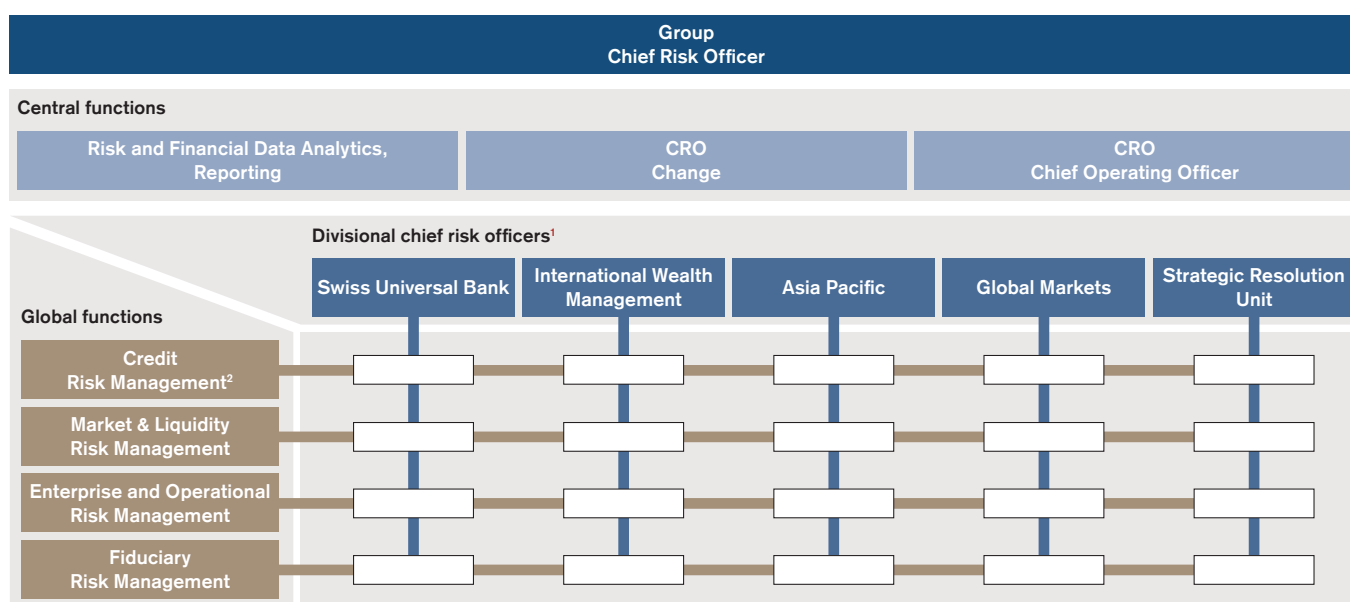 Group
Chief Risk Officer
Central functions
Risk and Financial Data Analytics,
Reporting
CRO
Change
CRO
Chief Operating Officer
Divisional chief risk officers¹
Swiss Universal Bank
International Wealth
Management
Asia Pacific
Global Markets
Strategic Resolution
Unit
Global functions
Credit
Risk Management²
Market & Liquidity
Risk Management
Enterprise and Operational
Risk Management
Fiduciary
Risk Management